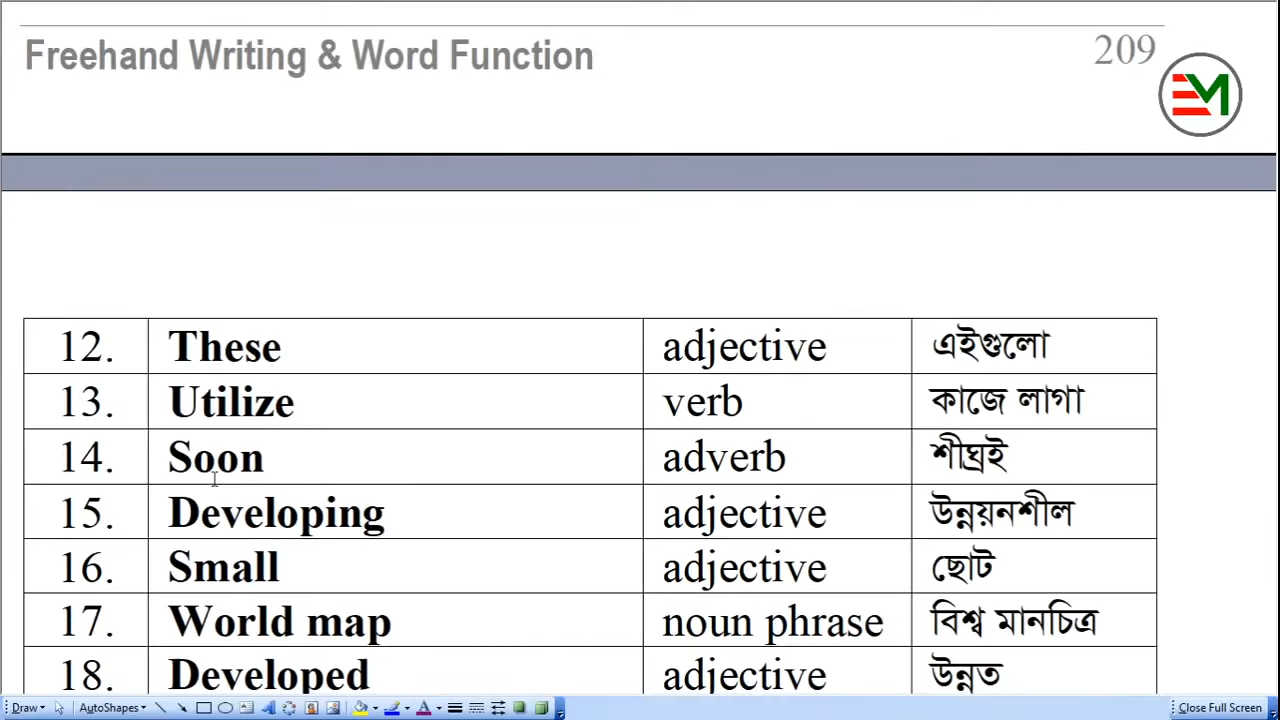 Freehand Writing & Word Function 209
EM
12. These adjective এইগুলো
13. Utilize verb কাজে লাগা
14. Soon adverb শীঘ্রই
15. Developing adjective উন্নয়নশীল
16. Small adjective ছোট
17. World map noun phrase বিশ্ব মানচিত্র
18. Developed adjective উন্নত
Draw AutoShapes Close Full Screen